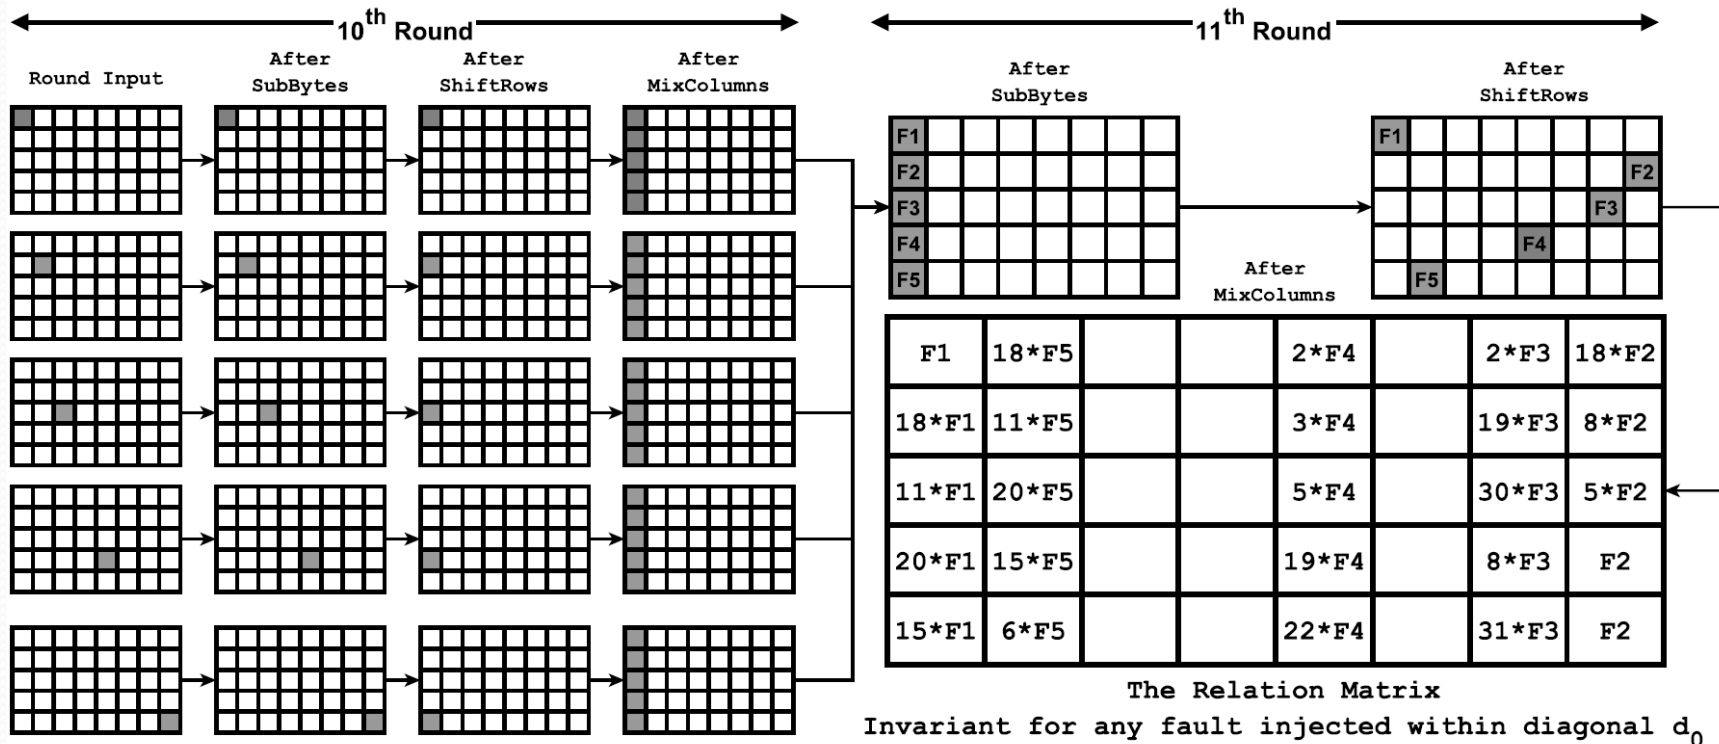 10th Round
11th Round
Round Input
After
SubBytes
After
ShiftRows
After
MixColumns
After
SubBytes
After
ShiftRows
F1
F2
F3
F4
F5
F1
F2
F3
F4
F5
After
MixColumns
F1 18*F5 2*F4 2*F3 18*F2
18*F1 11*F5 3*F4 19*F3 8*F2
11*F1 20*F5 5*F4 30*F3 5*F2
20*F1 15*F5 19*F4 8*F3 F2
15*F1 6*F5 22*F4 31*F3 F2
The Relation Matrix
Invariant for any fault injected within diagonal d0